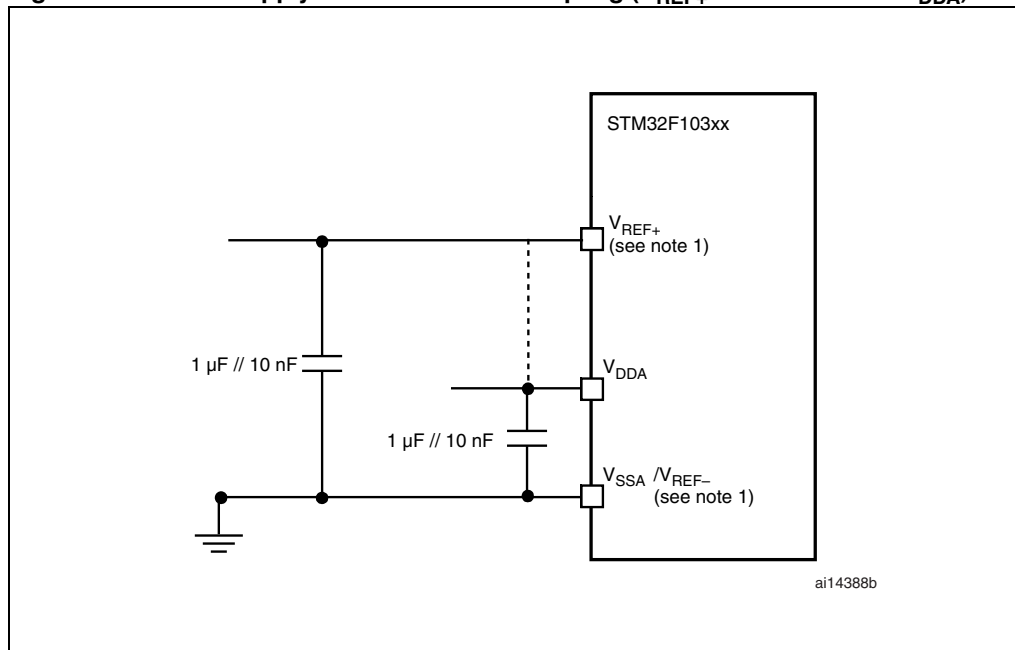 STM32F103xx
VREF+
(see note 1)
1 µF // 10 nF
VDDA
1 µF // 10 nF
VSSA /VREF–
(see note 1)
ai14388b